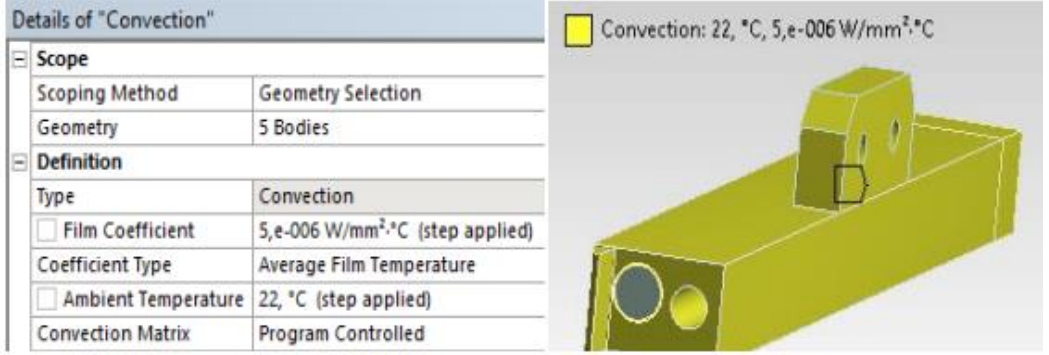 Details of "Convection"
Scope
Scoping Method Geometry Selection
Geometry 5 Bodies
Definition
Type Convection
Film Coefficient 5,e-006 W/mm²·°C (step applied)
Coefficient Type Average Film Temperature
Ambient Temperature 22, °C (step applied)
Convection Matrix Program Controlled
Convection: 22, °C, 5,e-006 W/mm²·°C